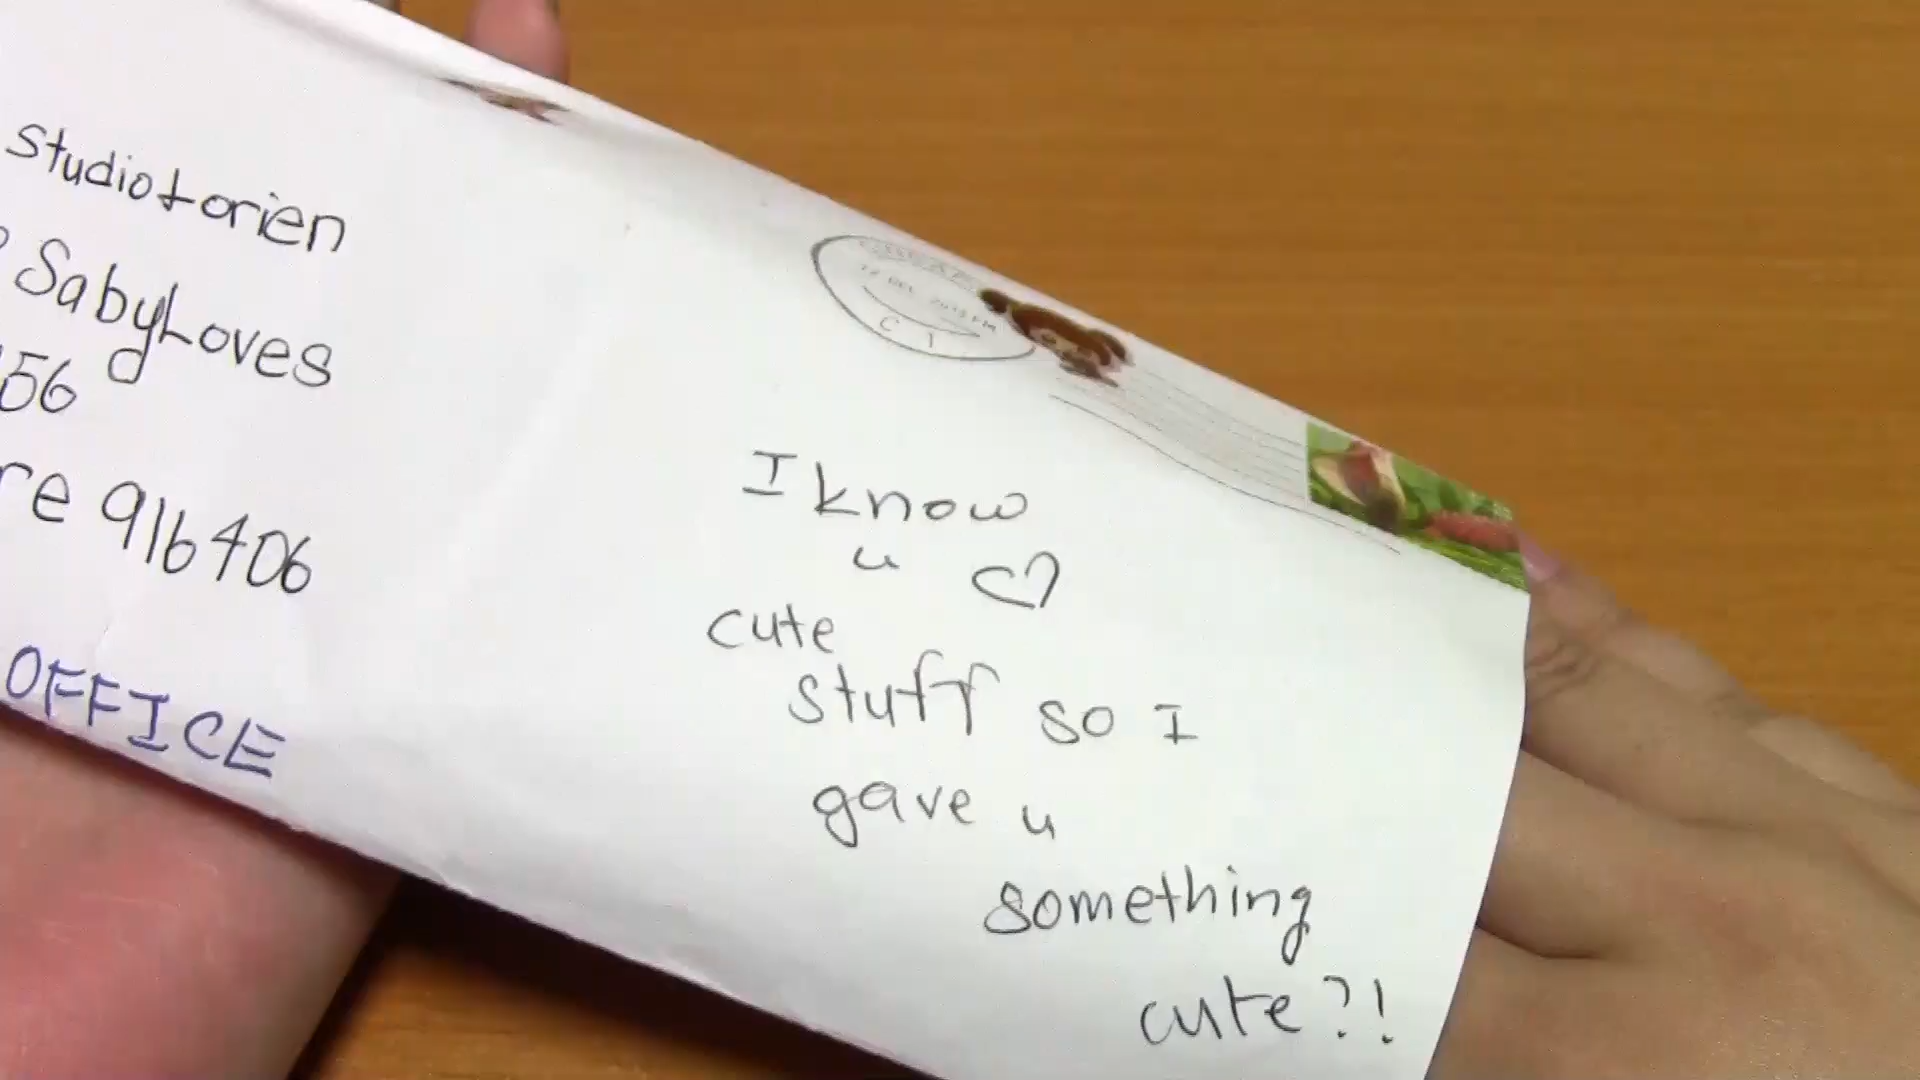 studiotorien
SabyLoves
56
re 916406
OFFICE
I know
u ♡
cute
stuff so I
gave u
something
cute?!